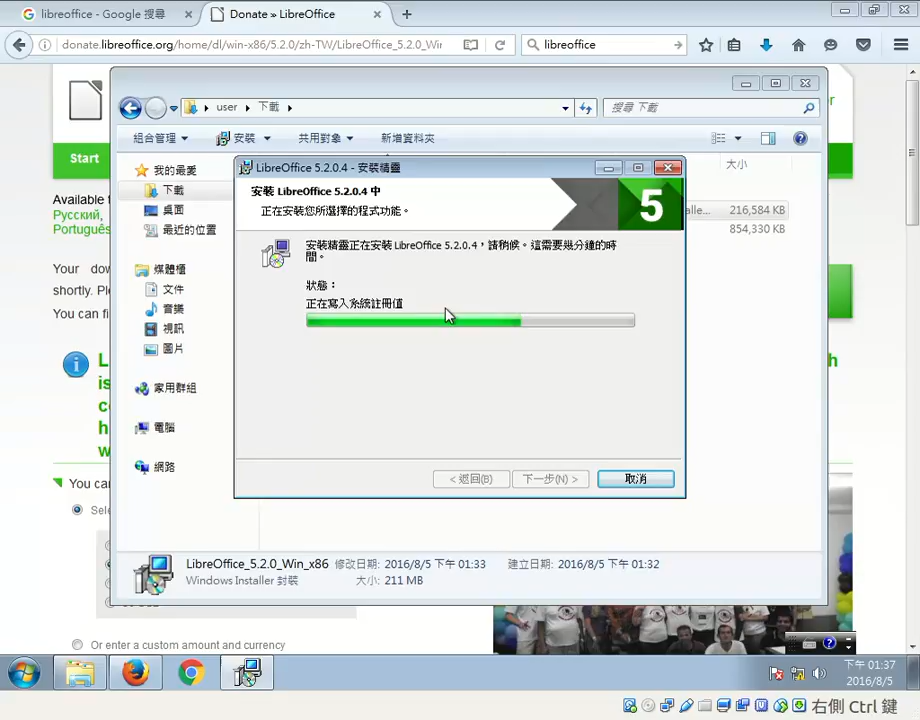 libreoffice - Google 搜尋
Donate » LibreOffice
donate.libreoffice.org/home/dl/win-x86/5.2.0/zh-TW/LibreOffice_5.2.0_Wir
libreoffice
user
下載
搜尋 下載
組合管理
安裝
共用對象
新增資料夾
Start
我的最愛
下載
桌面
最近的位置
媒體櫃
文件
音樂
視訊
圖片
家用群組
電腦
網路
大小
alle...
216,584 KB
854,330 KB
LibreOffice 5.2.0.4 - 安裝精靈
安裝 LibreOffice 5.2.0.4 中
正在安裝您所選擇的程式功能。
5
安裝精靈正在安裝 LibreOffice 5.2.0.4，請稍候。這需要幾分鐘的時
間。
狀態：
正在寫入系統註冊值
< 返回(B)
下一步(N) >
取消
Available
Русский,
Português
Your dow
shortly. Pl
You can fi
L
is
c
h
w
h
You can
Sele
LibreOffice_5.2.0_Win_x86
修改日期: 2016/8/5 下午 01:33
建立日期: 2016/8/5 下午 01:32
Windows Installer 封裝
大小: 211 MB
Or enter a custom amount and currency
下午 01:37
2016/8/5
右側 Ctrl 鍵